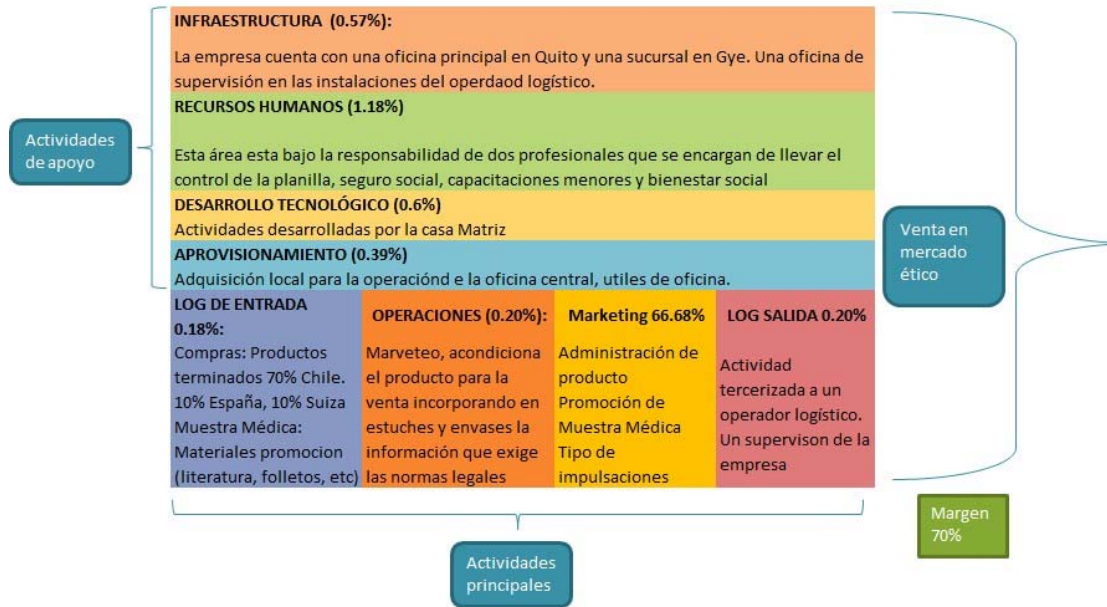 INFRAESTRUCTURA (0.57%):
La empresa cuenta con una oficina principal en Quito y una sucursal en Gye. Una oficina de
supervisión en las instalaciones del operdaod logístico.
RECURSOS HUMANOS (1.18%)
Esta área esta bajo la responsabilidad de dos profesionales que se encargan de llevar el
control de la planilla, seguro social, capacitaciones menores y bienestar social
DESARROLLO TECNOLÓGICO (0.6%)
Actividades desarrolladas por la casa Matriz
APROVISIONAMIENTO (0.39%)
Adquisición local para la operaciónd e la oficina central, utiles de oficina.
Actividades
de apoyo
LOG DE ENTRADA
0.18%:
Compras: Productos
terminados 70% Chile.
10% España, 10% Suiza
Muestra Médica:
Materiales promocion
(literatura, folletos, etc)
OPERACIONES (0.20%):
Marveteo, acondiciona
el producto para la
venta incorporando en
estuches y envases la
información que exige
las normas legales
Marketing 66.68%
Administración de
producto
Promoción de
Muestra Médica
Tipo de
impulsaciones
LOG SALIDA 0.20%
Actividad
tercerizada a un
operador logístico.
Un supervison de la
empresa
Venta en
mercado
ético
Margen
70%
Actividades
principales